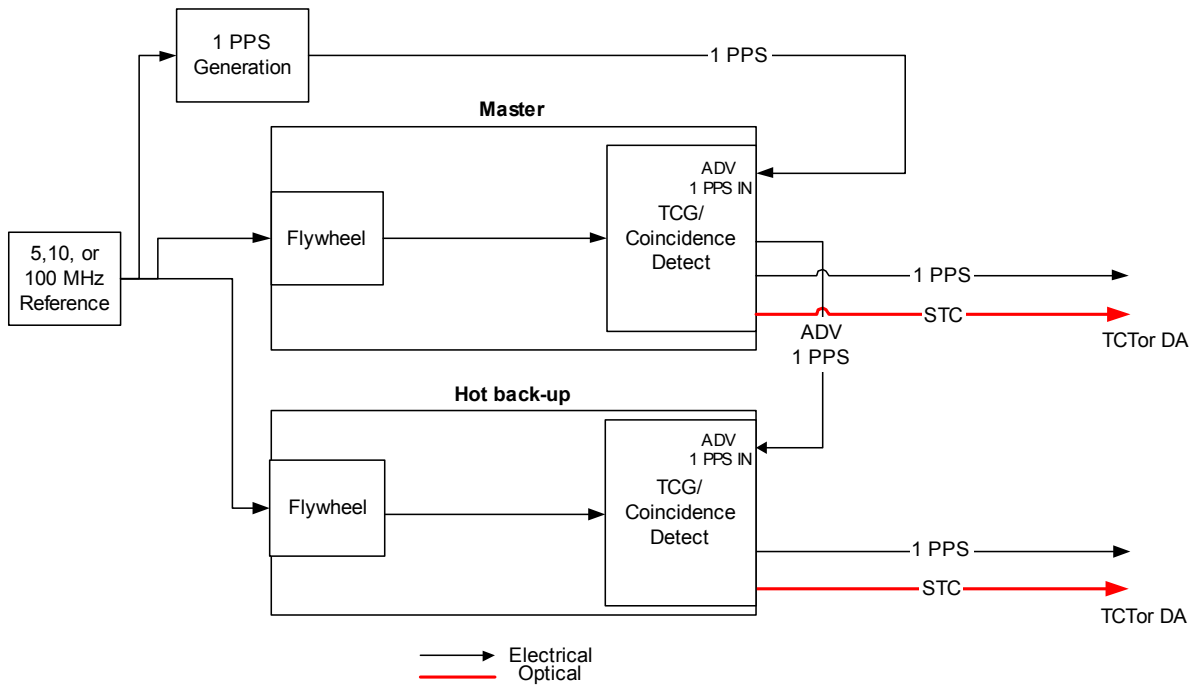 1 PPS
Generation
1 PPS
Master
ADV
1 PPS IN
TCG/
Coincidence
Detect
Flywheel
5,10, or
100 MHz
Reference
1 PPS
STC
TCTor DA
ADV
1 PPS
Hot back-up
ADV
1 PPS IN
TCG/
Coincidence
Detect
Flywheel
1 PPS
STC
TCTor DA
Electrical
Optical